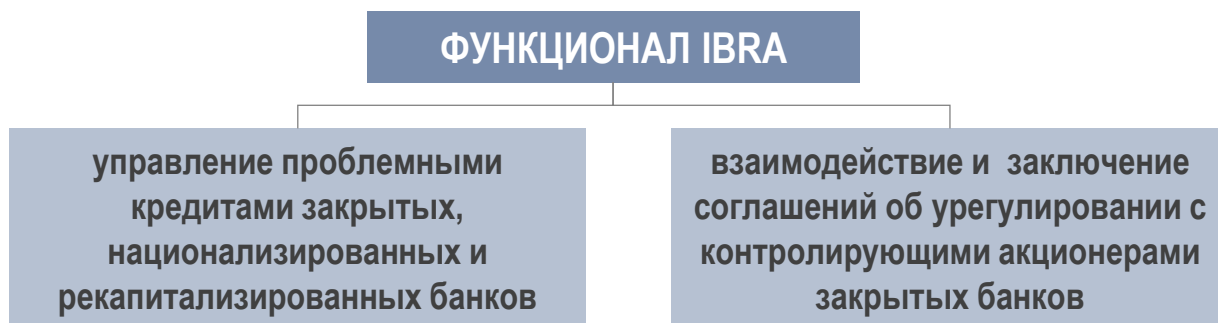 ФУНКЦИОНАЛ IBRA
управление проблемными
кредитами закрытых,
национализированных и
рекапитализированных банков
взаимодействие и заключение
соглашений об урегулировании с
контролирующими акционерами
закрытых банков